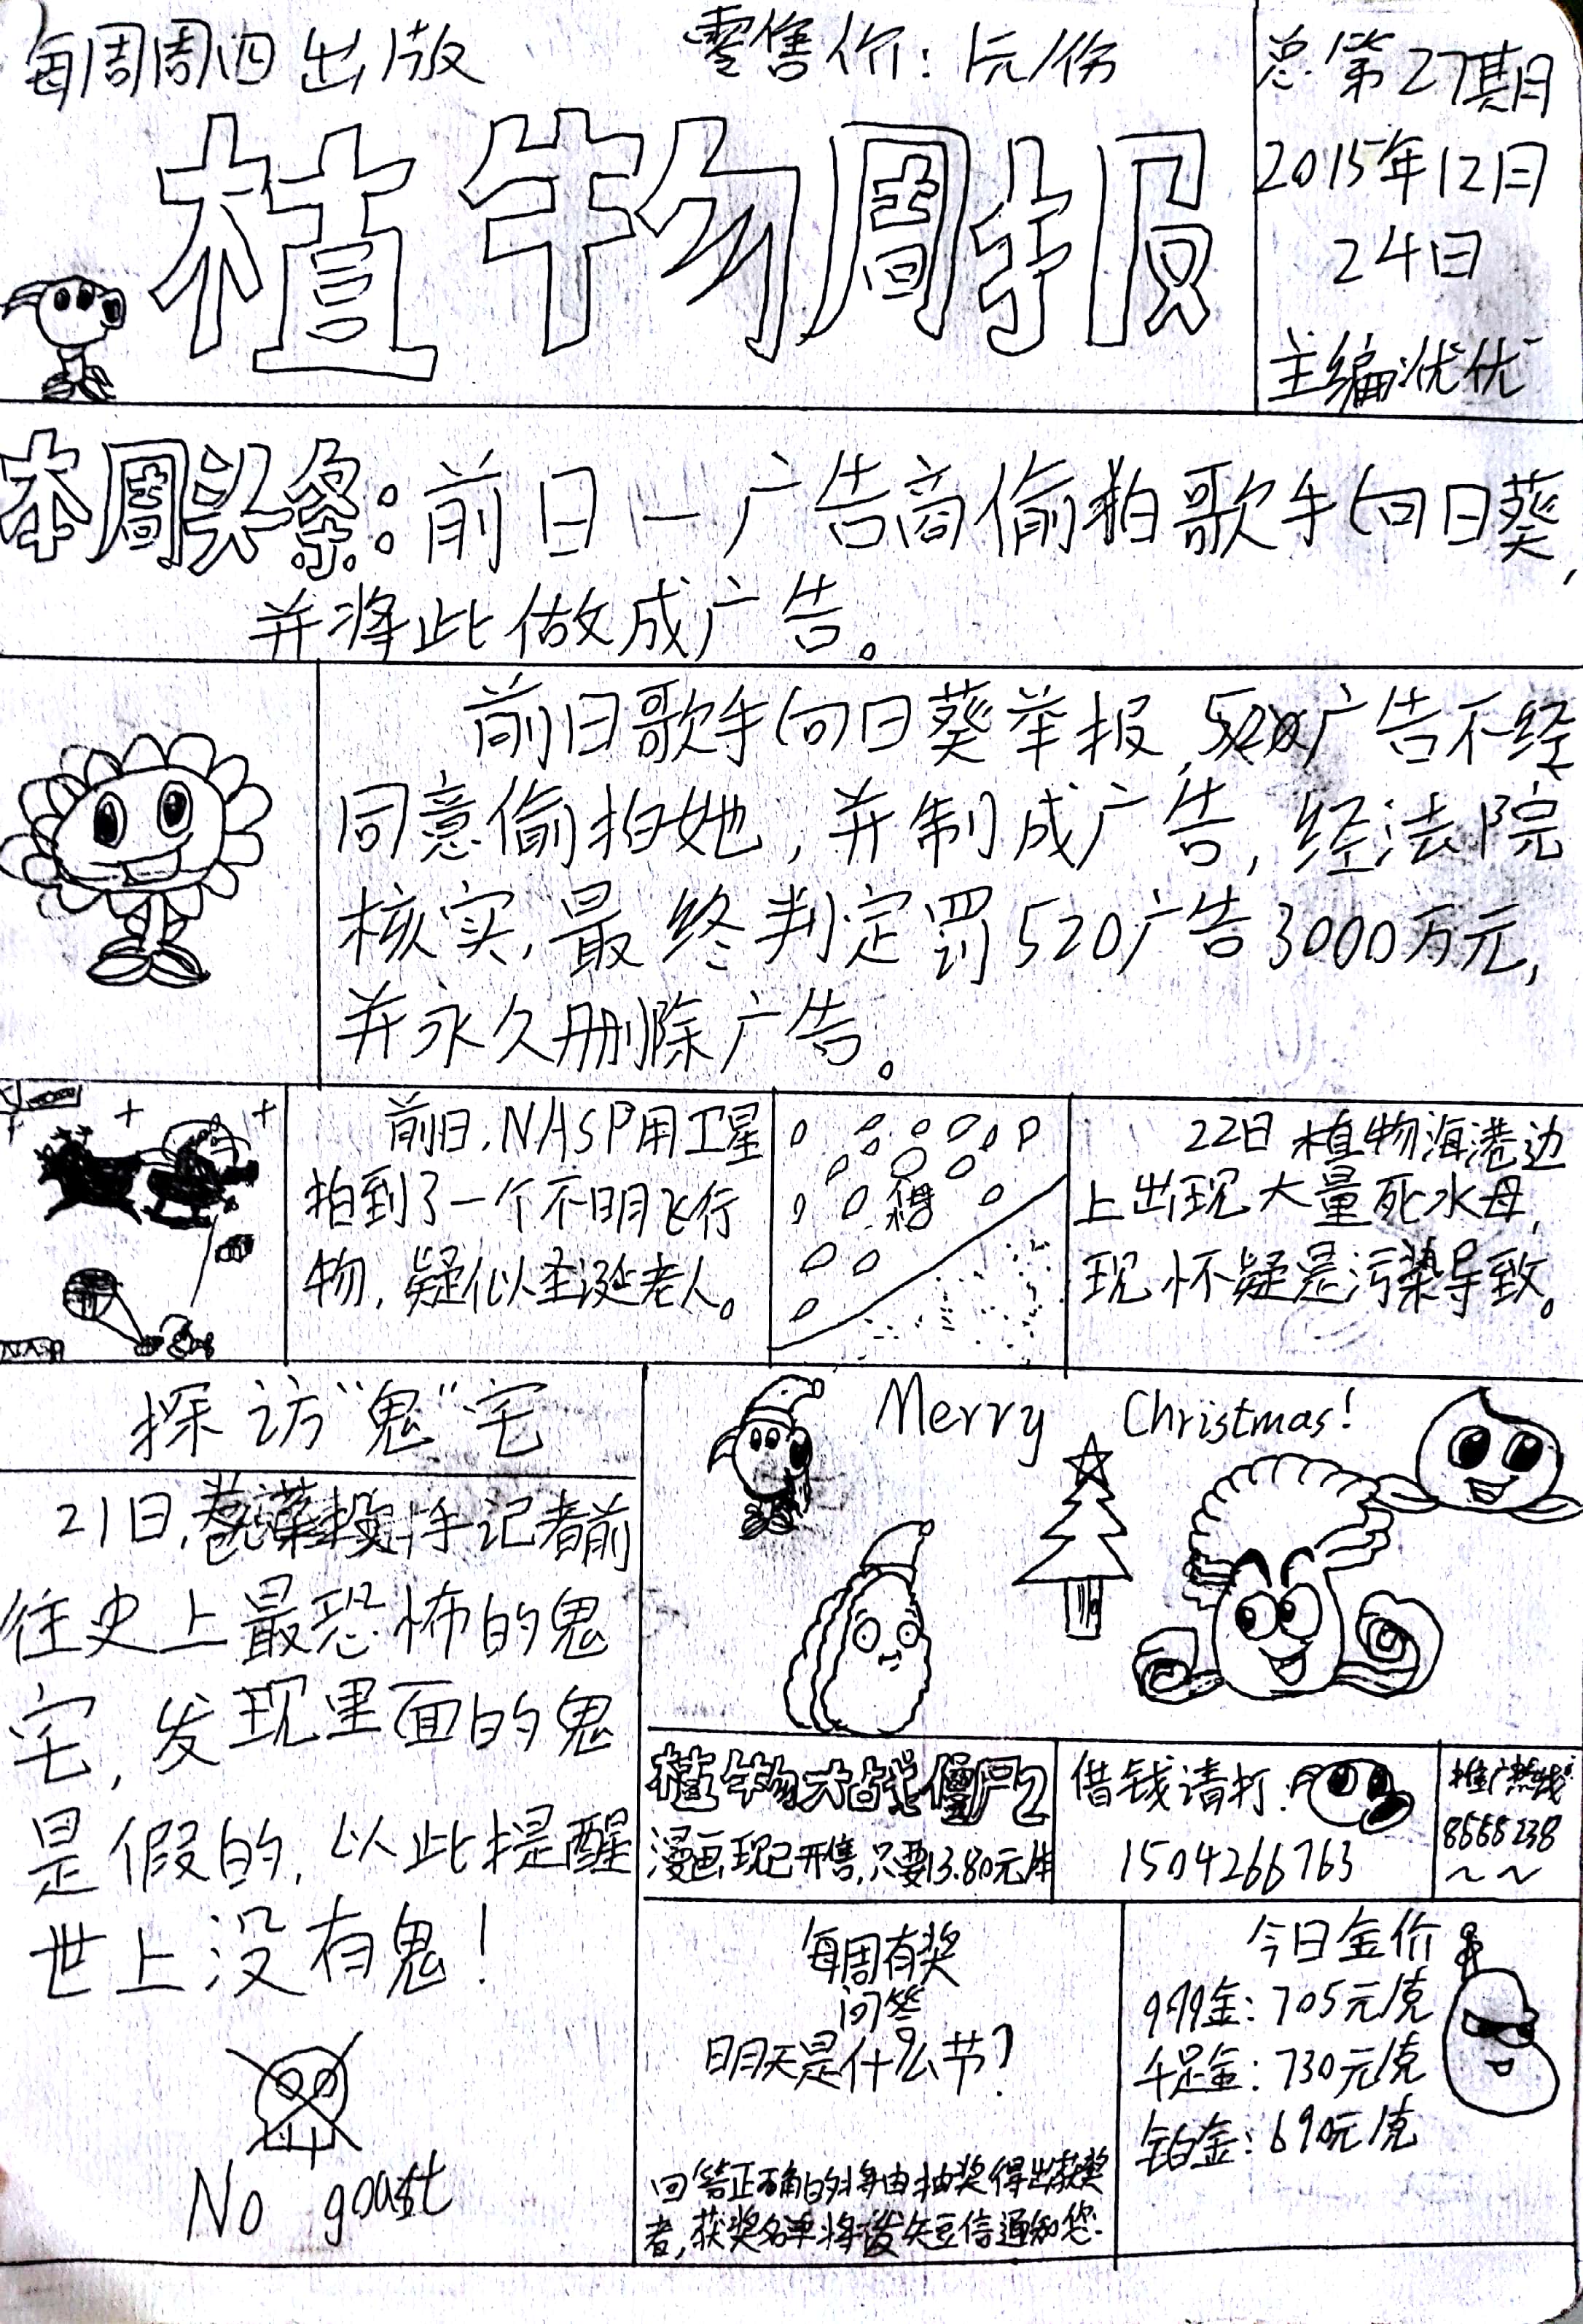 每周周四出版
零售价：1元/份
总第27期
2015年12月
24日
主编：优优
植物周报
本周头条：前日一广告商偷拍歌手向日葵，
并将此做成广告。
前日歌手向日葵举报，520广告不经
同意偷拍她，并制成广告，经法院
核实，最终判定罚520广告3000万元，
并永久删除广告。
NASA
前日，NASP用卫星
拍到了一个不明飞行
物，疑似圣诞老人。
22日植物海港边
上出现大量死水母，
现怀疑是污染导致。
探访“鬼”宅
21日，卷菜投手记者前
往史上最恐怖的鬼
宅，发现里面的鬼
是假的，以此提醒
世上没有鬼！
No goast
Merry Christmas!
植物大战僵尸2
漫画现已开售，只要13.80元/本
借钱请打：
1504266763
推广热线
8668238
～～
每周有奖
问答
明天是什么节？
回答正确的将由抽奖得出获奖
者，获奖名单将发短信通知您.
今日金价
999金：705元/克
千足金：730元/克
铂金：690元/克